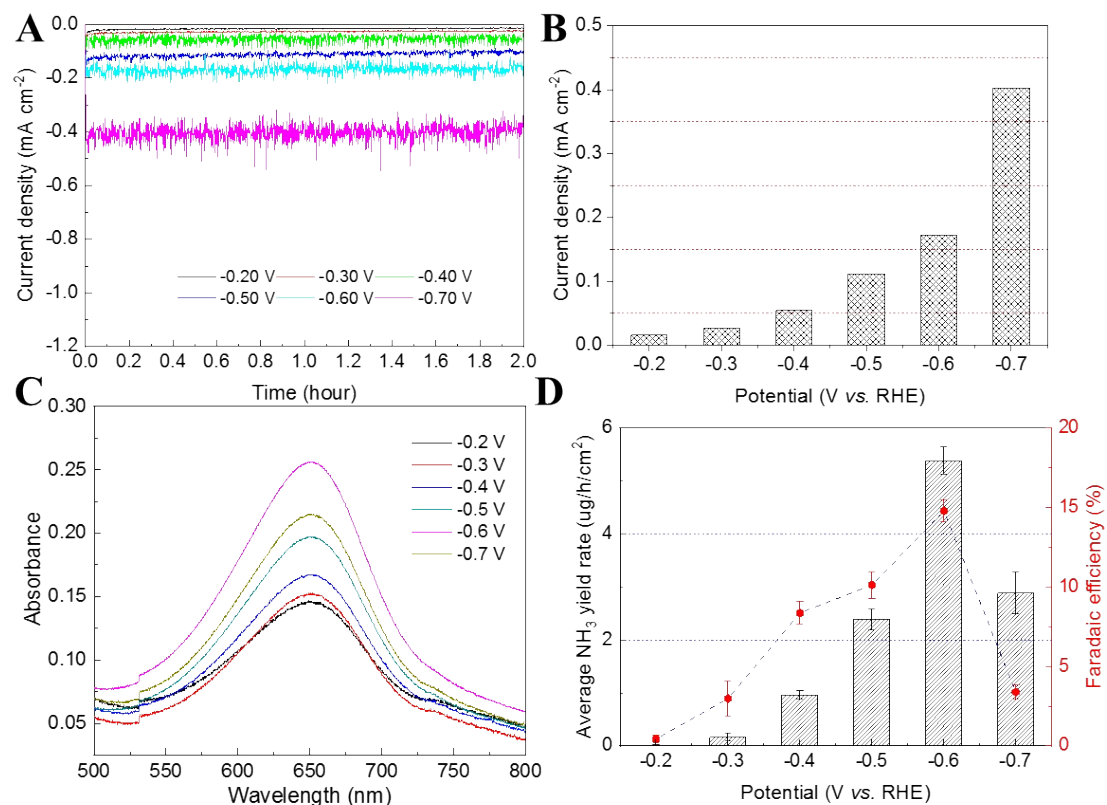 A
0.0
-0.2
-0.4
-0.6
-0.8
-1.0
-1.2
Current density (mA cm⁻²)
-0.20 V -0.30 V -0.40 V
-0.50 V -0.60 V -0.70 V
0.0 0.2 0.4 0.6 0.8 1.0 1.2 1.4 1.6 1.8 2.0
Time (hour)
B
0.5
0.4
0.3
0.2
0.1
0.0
Current density (mA cm⁻²)
-0.2 -0.3 -0.4 -0.5 -0.6 -0.7
Potential (V vs. RHE)
C
0.30
0.25
0.20
0.15
0.10
0.05
Absorbance
-0.2 V
-0.3 V
-0.4 V
-0.5 V
-0.6 V
-0.7 V
500 550 600 650 700 750 800
Wavelength (nm)
D
6
4
2
0
Average NH₃ yield rate (ug/h/cm²)
20
15
10
5
0
Faradaic efficiency (%)
-0.2 -0.3 -0.4 -0.5 -0.6 -0.7
Potential (V vs. RHE)